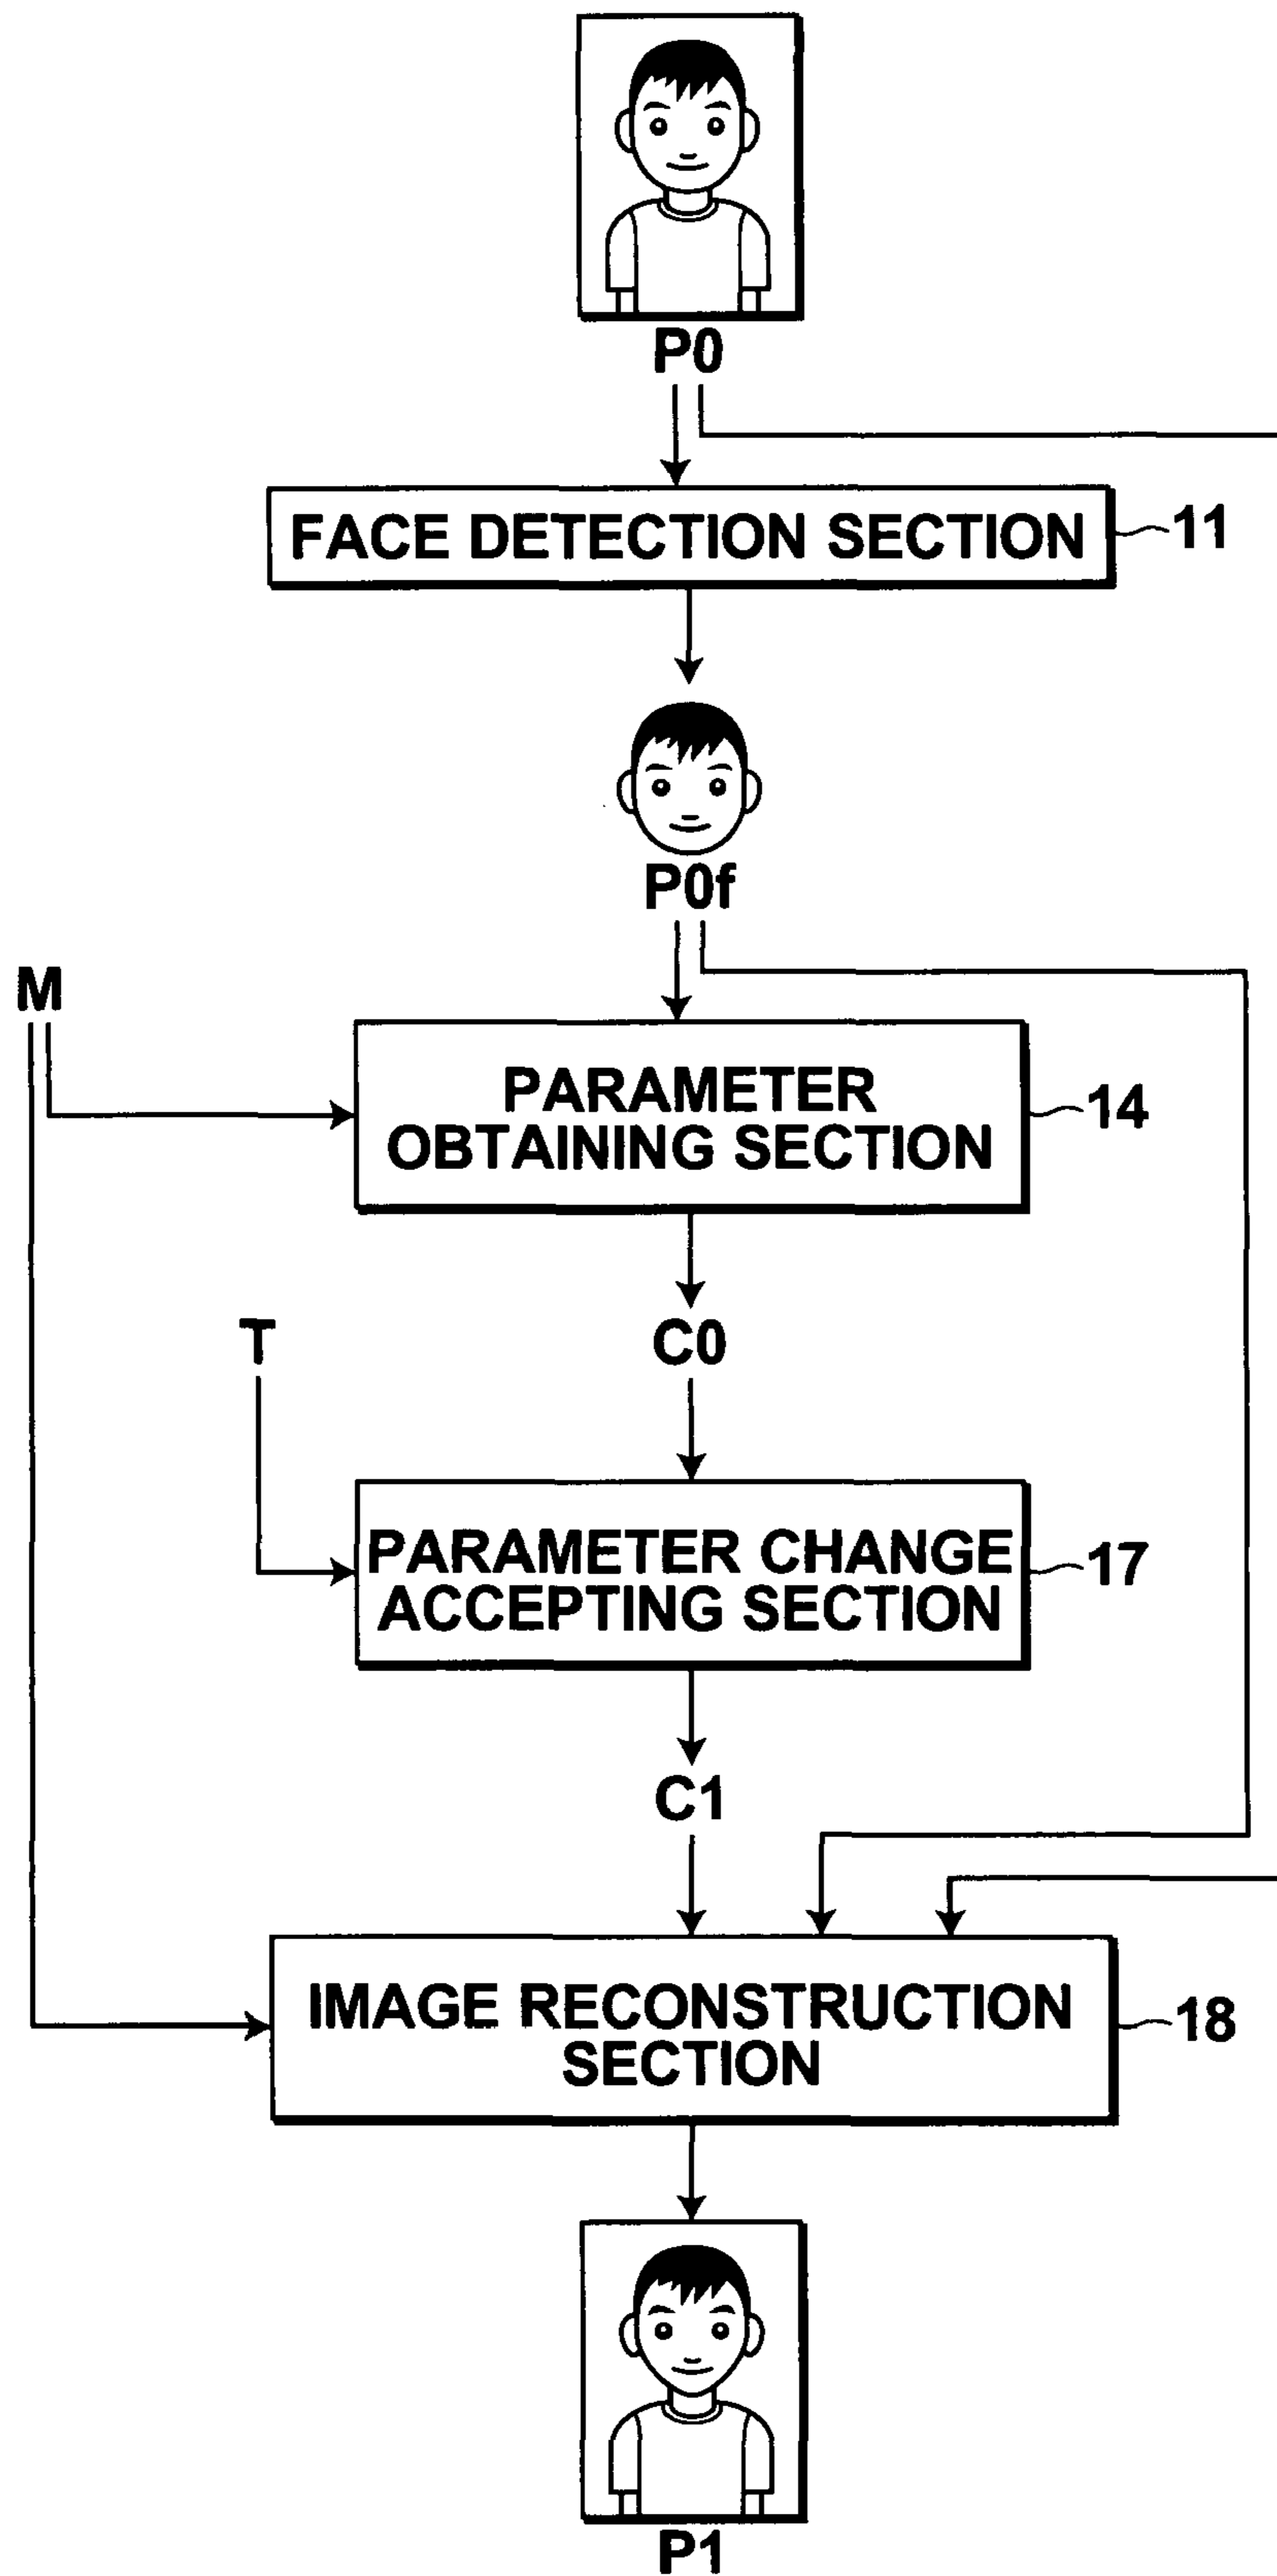 P0
FACE DETECTION SECTION
11
P0f
M
PARAMETER
OBTAINING SECTION
14
T
C0
PARAMETER CHANGE
ACCEPTING SECTION
17
C1
IMAGE RECONSTRUCTION
SECTION
18
P1